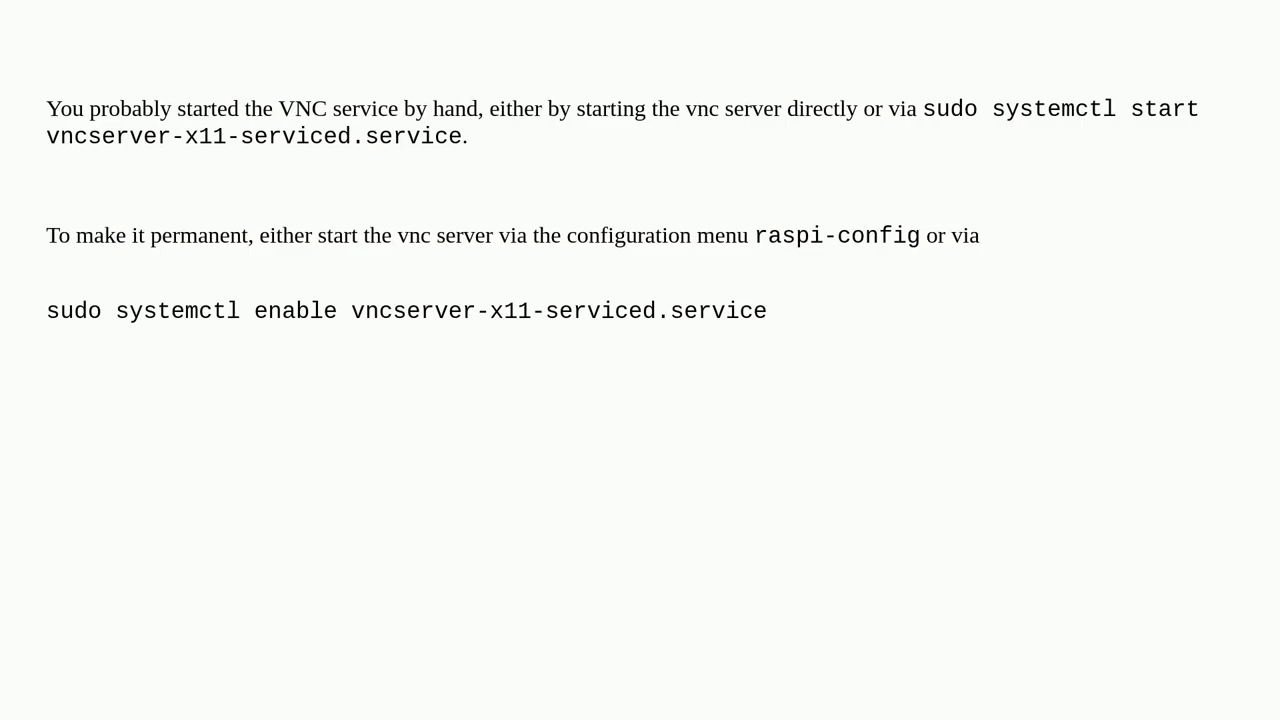 You probably started the VNC service by hand, either by starting the vnc server directly or via sudo systemctl start
vncserver-x11-serviced.service.
To make it permanent, either start the vnc server via the configuration menu raspi-config or via
sudo systemctl enable vncserver-x11-serviced.service